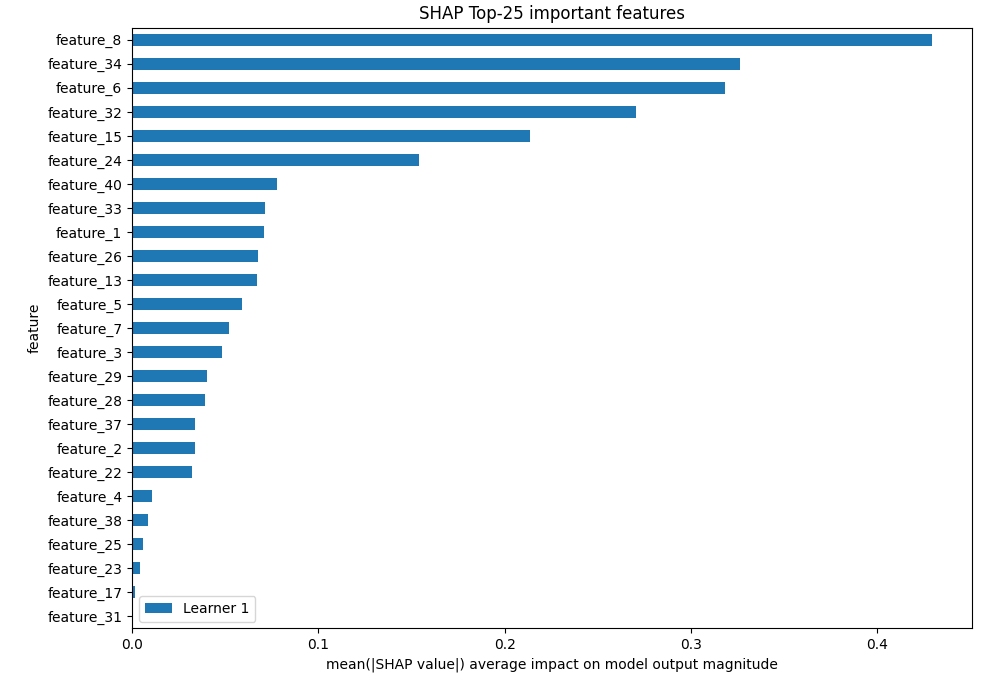 SHAP Top-25 important features
feature_8
feature_34
feature_6
feature_32
feature_15
feature_24
feature_40
feature_33
feature_1
feature_26
feature_13
feature_5
feature_7
feature_3
feature_29
feature_28
feature_37
feature_2
feature_22
feature_4
feature_38
feature_25
feature_23
feature_17
feature_31
feature
Learner 1
0.0 0.1 0.2 0.3 0.4
mean(|SHAP value|) average impact on model output magnitude